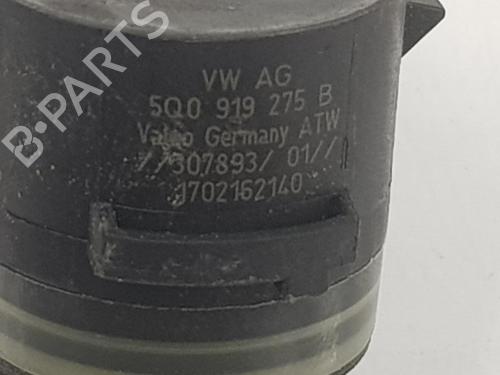 B-PARTS
VW AG
5Q0 919 275 B
Valeo Germany ATW
//307893/ 01//
1702162140